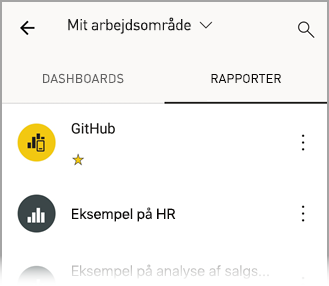 Mit arbejdsområde
DASHBOARDS
RAPPORTER
GitHub
Eksempel på HR
Eksempel på analyse af salgs...